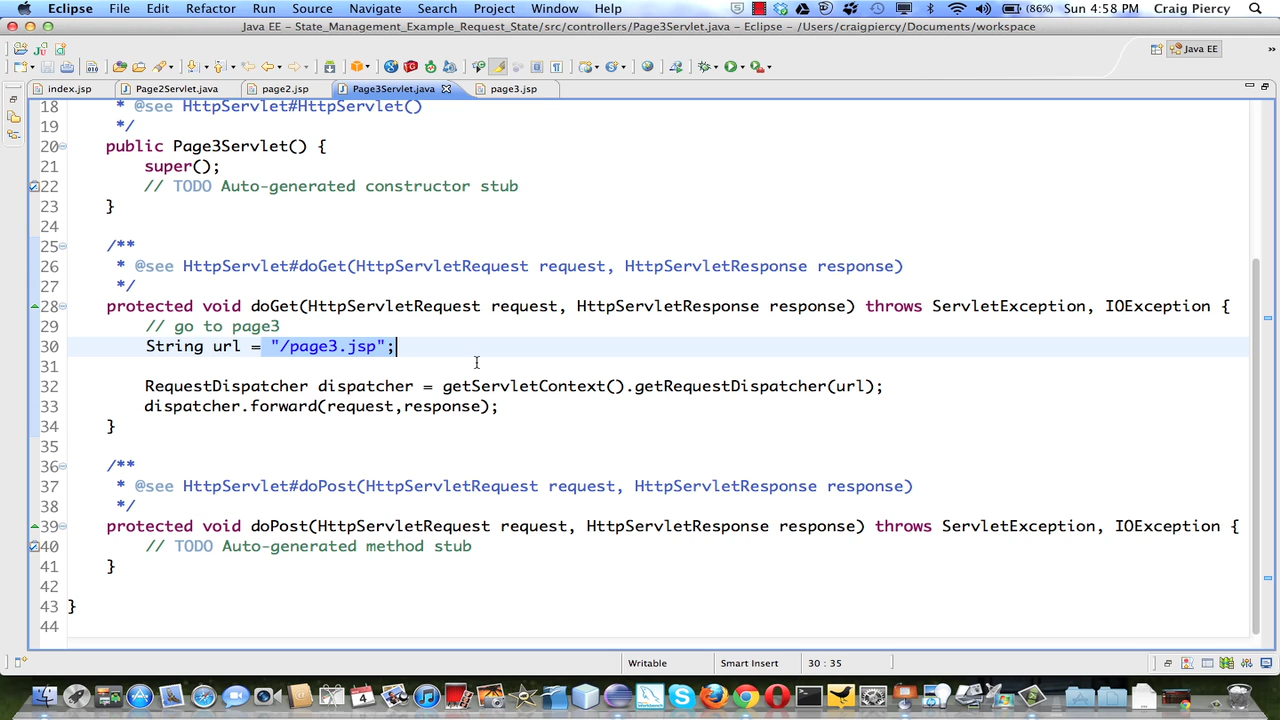 Eclipse File Edit Refactor Run Source Navigate Search Project Window Help (86%) Sun 4:58 PM Craig Piercy
Java EE - State_Management_Example_Request_State/src/controllers/Page3Servlet.java - Eclipse - /Users/craigpiercy/Documents/workspace
Java EE
index.jsp Page2Servlet.java page2.jsp Page3Servlet.java page3.jsp
18 * @see HttpServlet#HttpServlet()
19 */
20 public Page3Servlet() {
21 super();
22 // TODO Auto-generated constructor stub
23 }
24
25 /**
26 * @see HttpServlet#doGet(HttpServletRequest request, HttpServletResponse response)
27 */
28 protected void doGet(HttpServletRequest request, HttpServletResponse response) throws ServletException, IOException {
29 // go to page3
30 String url = "/page3.jsp";
31
32 RequestDispatcher dispatcher = getServletContext().getRequestDispatcher(url);
33 dispatcher.forward(request,response);
34 }
35
36 /**
37 * @see HttpServlet#doPost(HttpServletRequest request, HttpServletResponse response)
38 */
39 protected void doPost(HttpServletRequest request, HttpServletResponse response) throws ServletException, IOException {
40 // TODO Auto-generated method stub
41 }
42
43 }
44
Writable Smart Insert 30 : 35